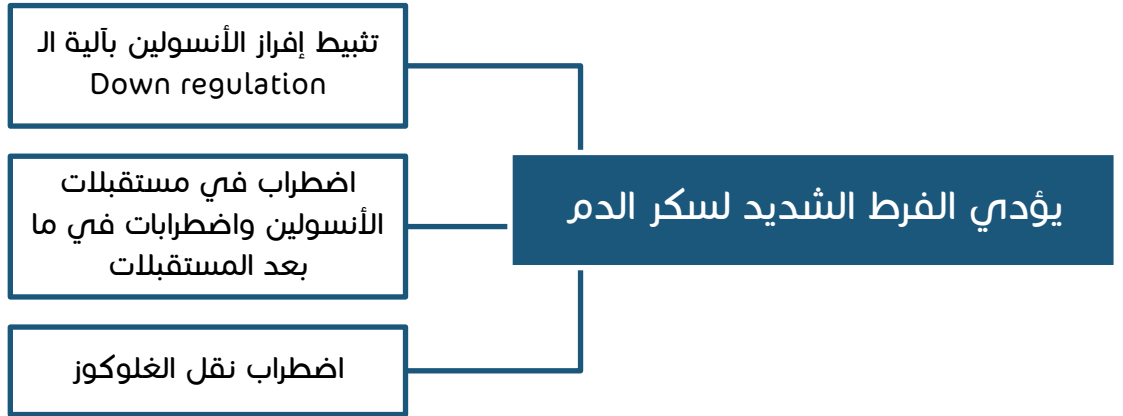 يؤدي الفرط الشديد لسكر الدم
تثبيط إفراز الأنسولين بآلية الـ
Down regulation
اضطراب في مستقبلات
الأنسولين واضطرابات في ما
بعد المستقبلات
اضطراب نقل الغلوكوز